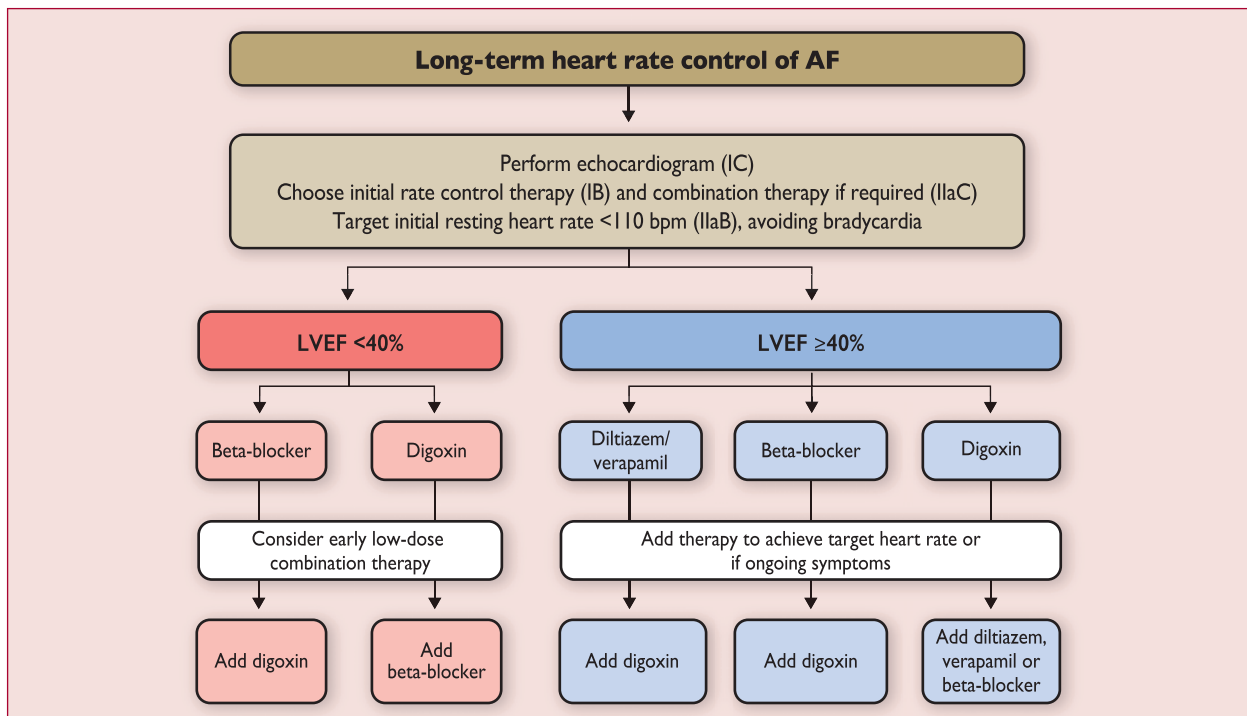 Long-term heart rate control of AF
Perform echocardiogram (IC)
Choose initial rate control therapy (IB) and combination therapy if required (IIaC)
Target initial resting heart rate <110 bpm (IIaB), avoiding bradycardia
LVEF <40%
LVEF ≥40%
Beta-blocker
Digoxin
Diltiazem/
verapamil
Beta-blocker
Digoxin
Consider early low-dose
combination therapy
Add therapy to achieve target heart rate or
if ongoing symptoms
Add digoxin
Add
beta-blocker
Add digoxin
Add digoxin
Add diltiazem,
verapamil or
beta-blocker